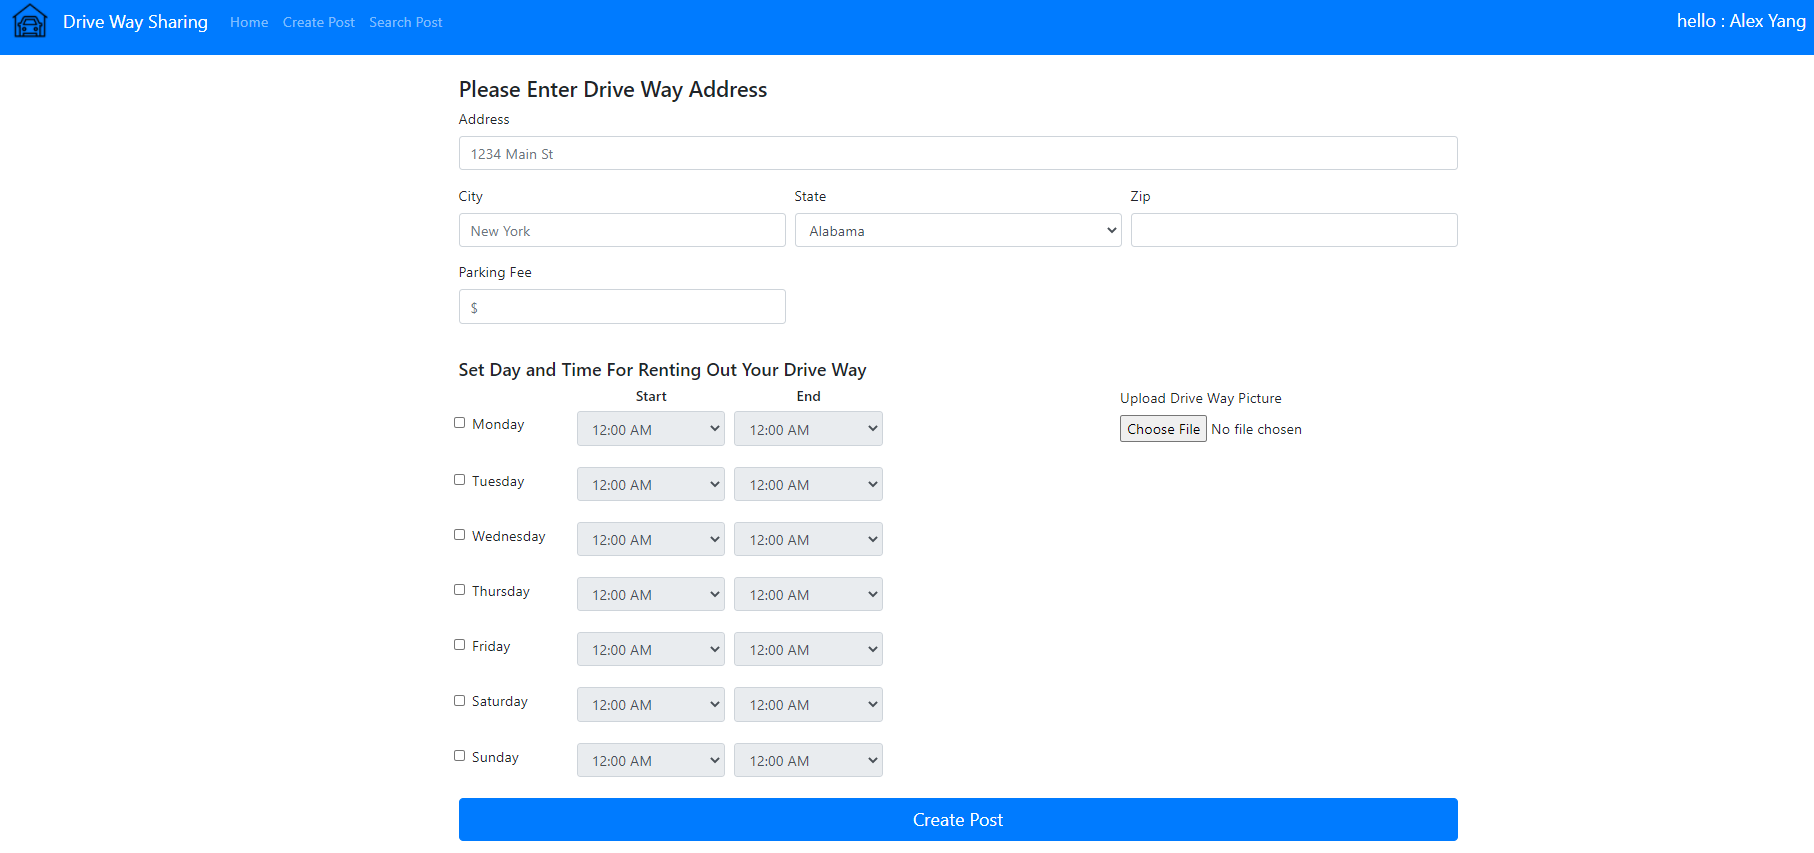 Drive Way Sharing Home Create Post Search Post hello : Alex Yang
Please Enter Drive Way Address
Address
1234 Main St
City State Zip
New York Alabama
Parking Fee
$
Set Day and Time For Renting Out Your Drive Way
Start End
Upload Drive Way Picture
Monday 12:00 AM 12:00 AM Choose File No file chosen
Tuesday 12:00 AM 12:00 AM
Wednesday 12:00 AM 12:00 AM
Thursday 12:00 AM 12:00 AM
Friday 12:00 AM 12:00 AM
Saturday 12:00 AM 12:00 AM
Sunday 12:00 AM 12:00 AM
Create Post